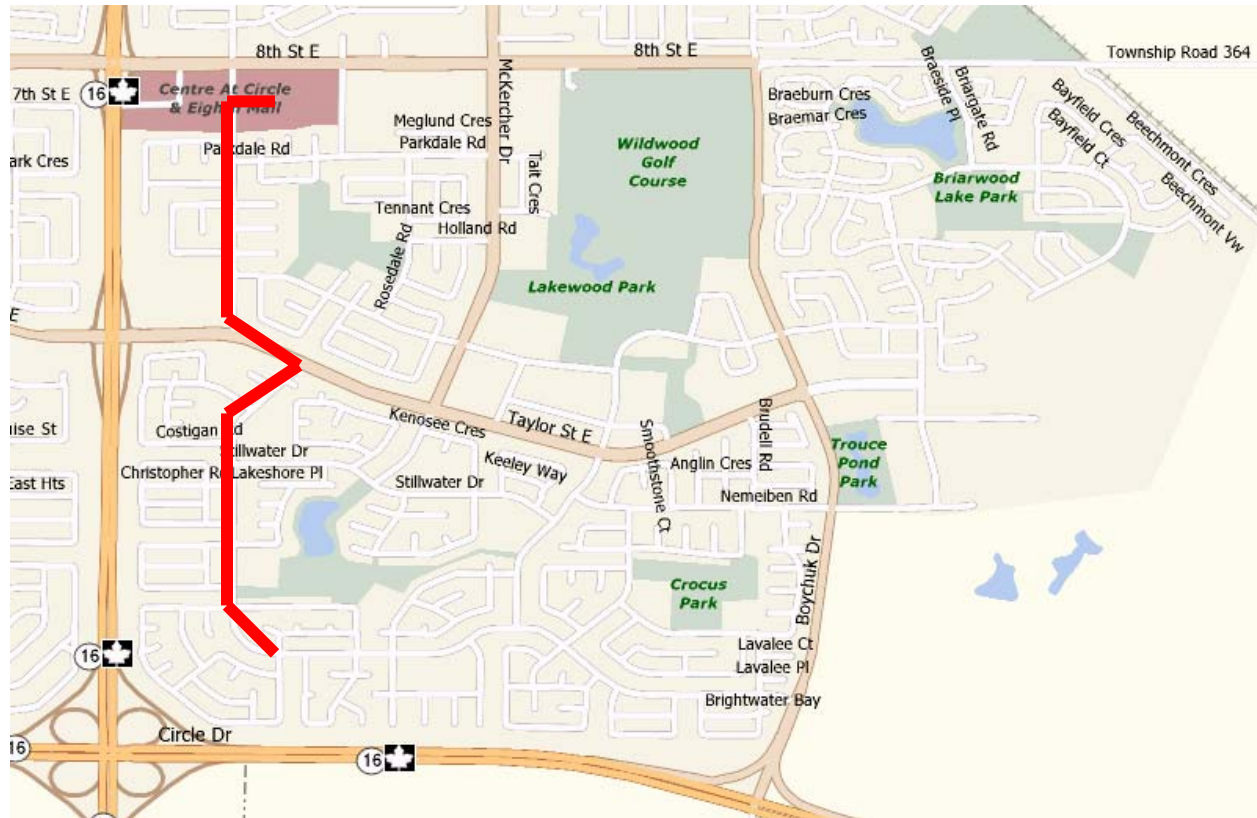 8th St E
8th St E
Township Road 364
7th St E
16
Centre At Circle
& Eighth Mall
McKercher Dr
Braeburn Cres
Braemar Cres
Braeside Pl
Briargate Rd
Bayfield Cres
Bayfield Ct
Beechmont Cres
Beechmont Vw
Meglund Cres
Parkdale Rd
Parkdale Rd
ark Cres
Tait Cres
Wildwood
Golf
Course
Briarwood
Lake Park
Tennant Cres
Holland Rd
Rosedale Rd
Lakewood Park
E
Kenosee Cres
Taylor St E
Brudell Rd
uise St
Costigan Rd
Stillwater Dr
Christopher Rd
Lakeshore Pl
East Hts
Stillwater Dr
Keeley Way
Smoothstone Ct
Anglin Cres
Nemeiben Rd
Trouce
Pond
Park
Boychuk Dr
Crocus
Park
16
Lavalee Ct
Lavalee Pl
Brightwater Bay
Circle Dr
16
16